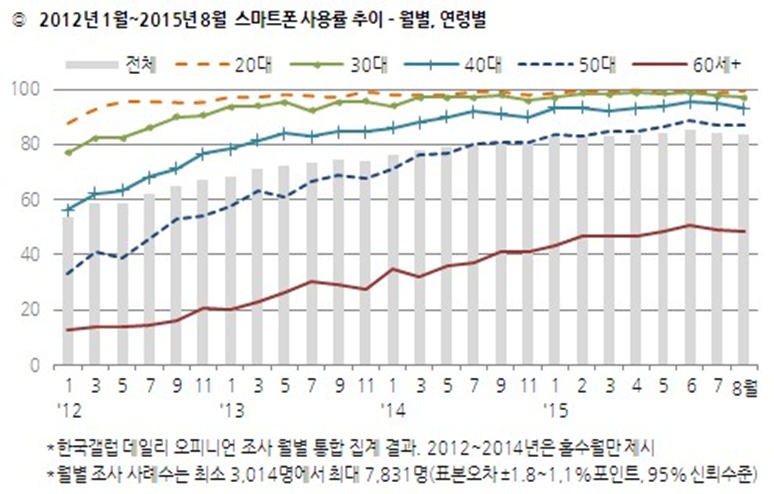 ◎ 2012년 1월~2015년 8월 스마트폰 사용률 추이 - 월별, 연령별
전체 20대 30대 40대 50대 60세+
100
80
60
40
20
0
1 3 5 7 9 11 1 3 5 7 9 11 1 3 5 7 9 11 1 2 3 4 5 6 7 8월
'12 '13 '14 '15
*한국갤럽 데일리 오피니언 조사 월별 통합 집계 결과. 2012~2014년은 홀수월만 제시
*월별 조사 사례수는 최소 3,014명에서 최대 7,831명(표본오차 ±1.8~1,1%포인트, 95% 신뢰수준)